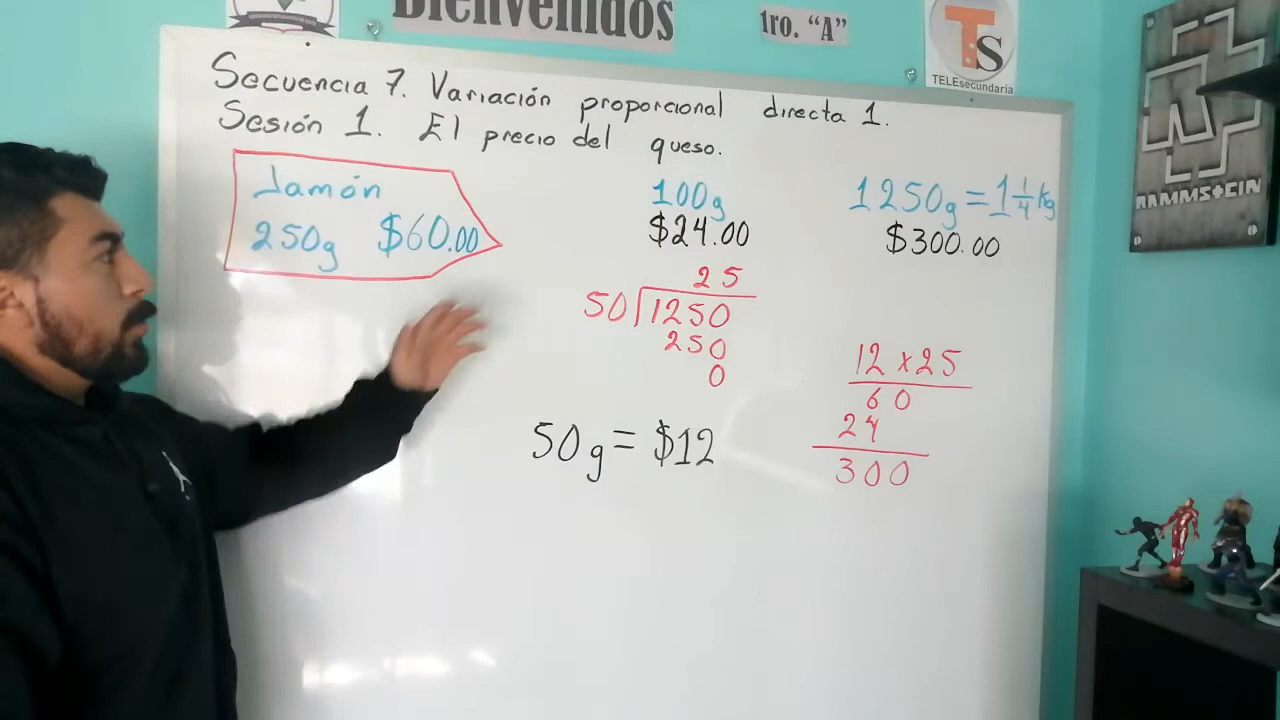 Bienvenidos
1ro. "A"
TS
TELEsecundaria
RAMMSTEIN
Secuencia 7. Variación proporcional directa 1.
Sesión 1. El precio del queso.
Jamón
250g $60.00
100g
$24.00
1250g = 1 1/4 kg
$300.00
25
50 1250
250
0
12 x 25
60
24
300
50g = $12